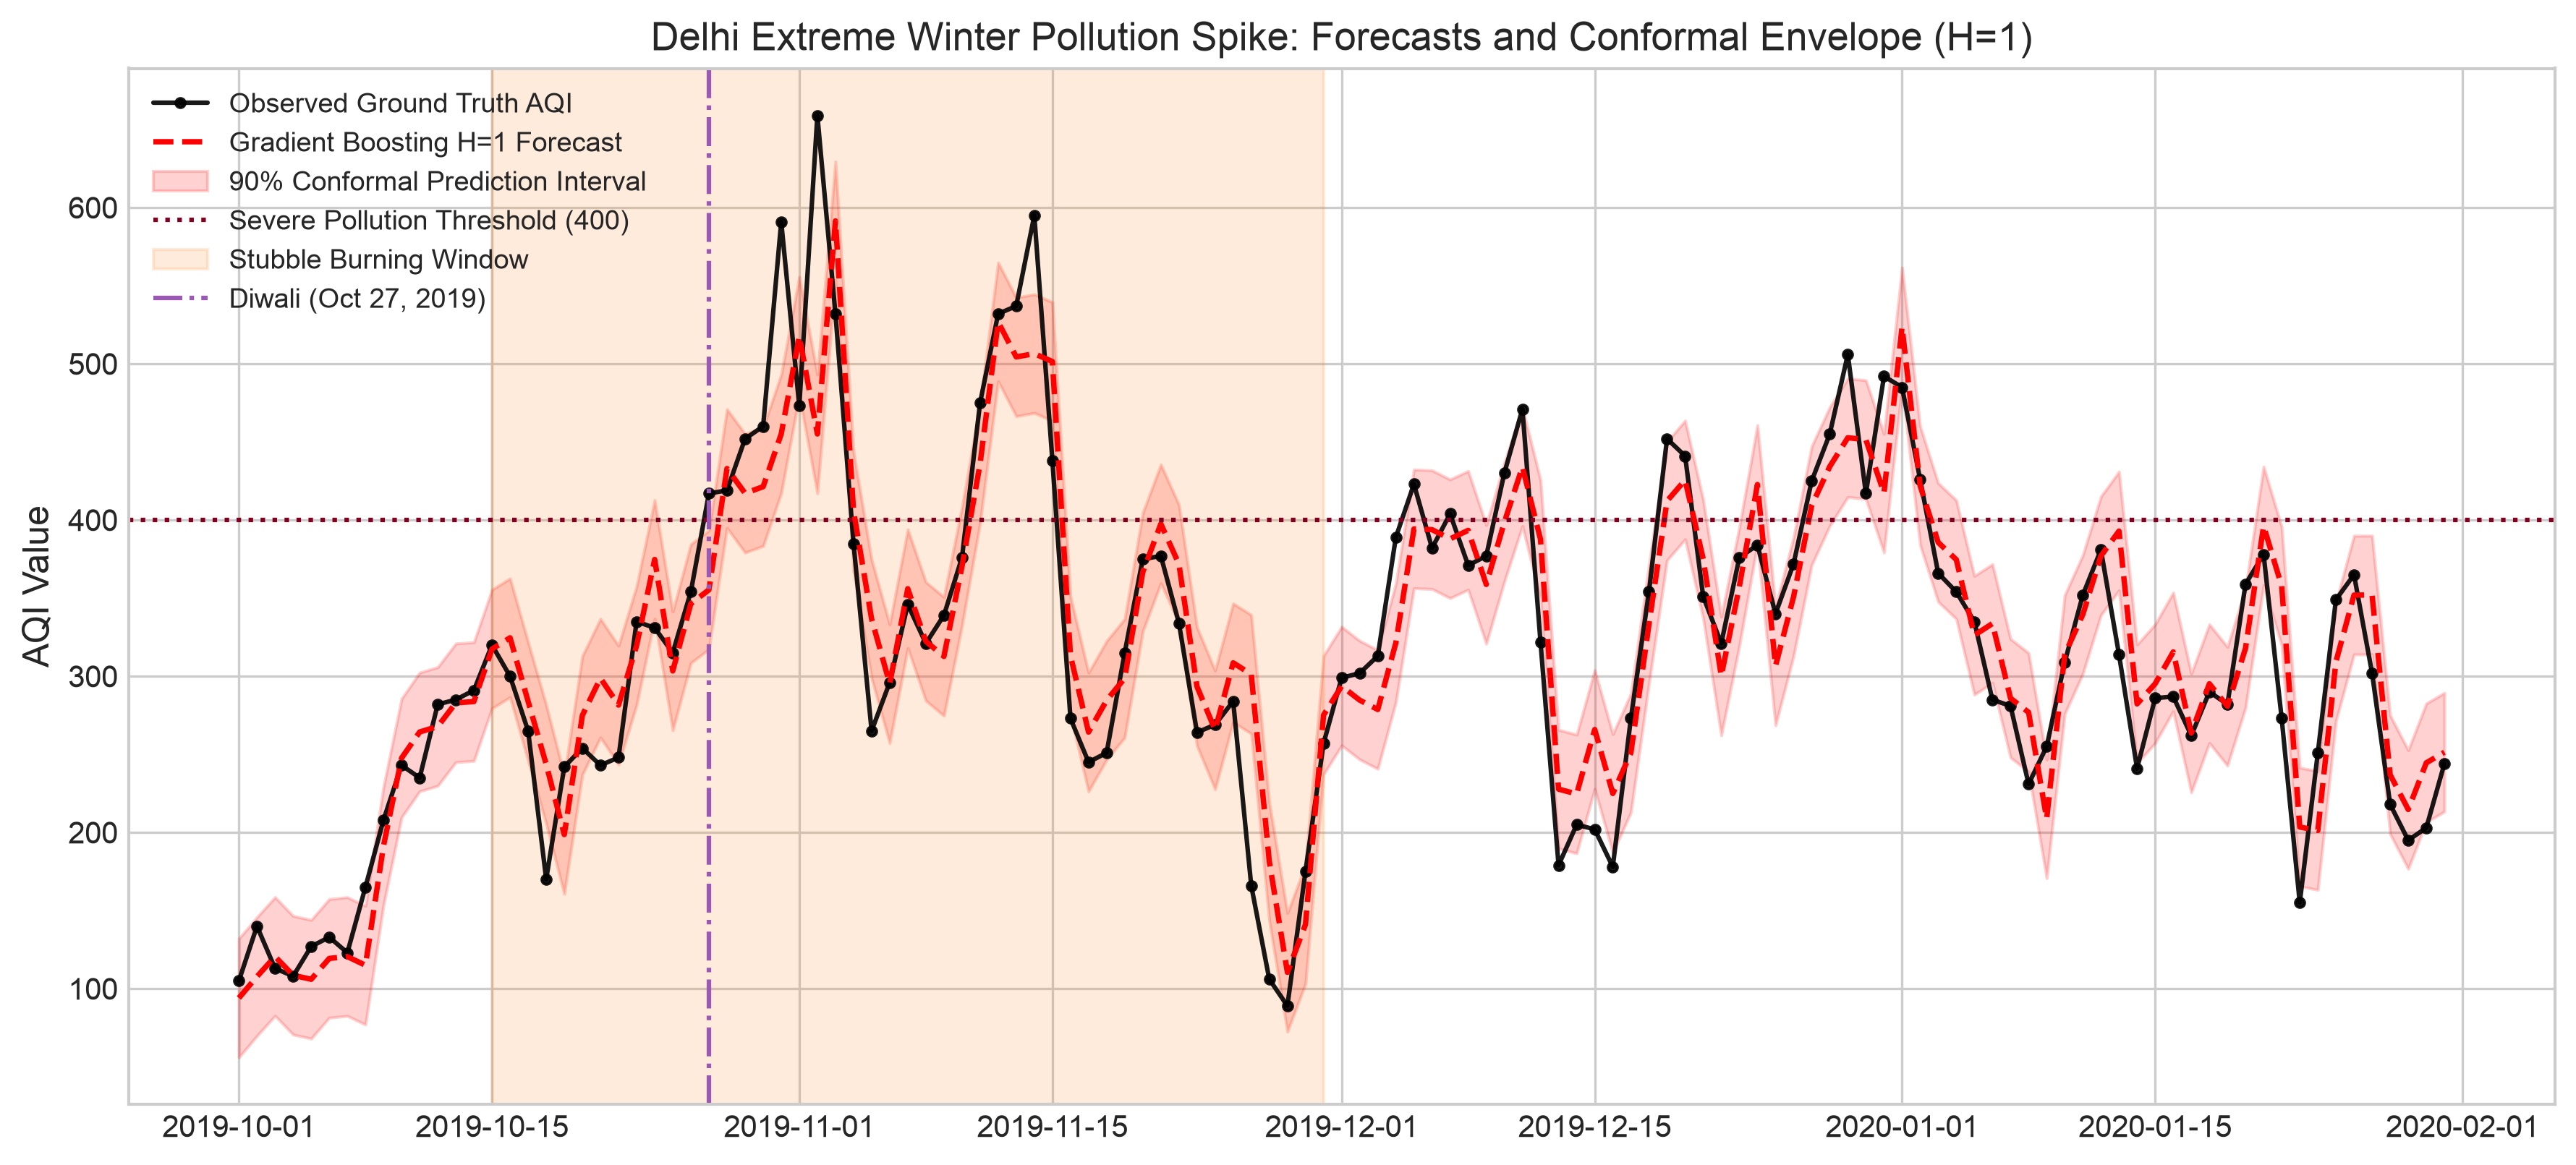 Delhi Extreme Winter Pollution Spike: Forecasts and Conformal Envelope (H=1)
Observed Ground Truth AQI
Gradient Boosting H=1 Forecast
90% Conformal Prediction Interval
Severe Pollution Threshold (400)
Stubble Burning Window
Diwali (Oct 27, 2019)
AQI Value
600
500
400
300
200
100
2019-10-01
2019-10-15
2019-11-01
2019-11-15
2019-12-01
2019-12-15
2020-01-01
2020-01-15
2020-02-01